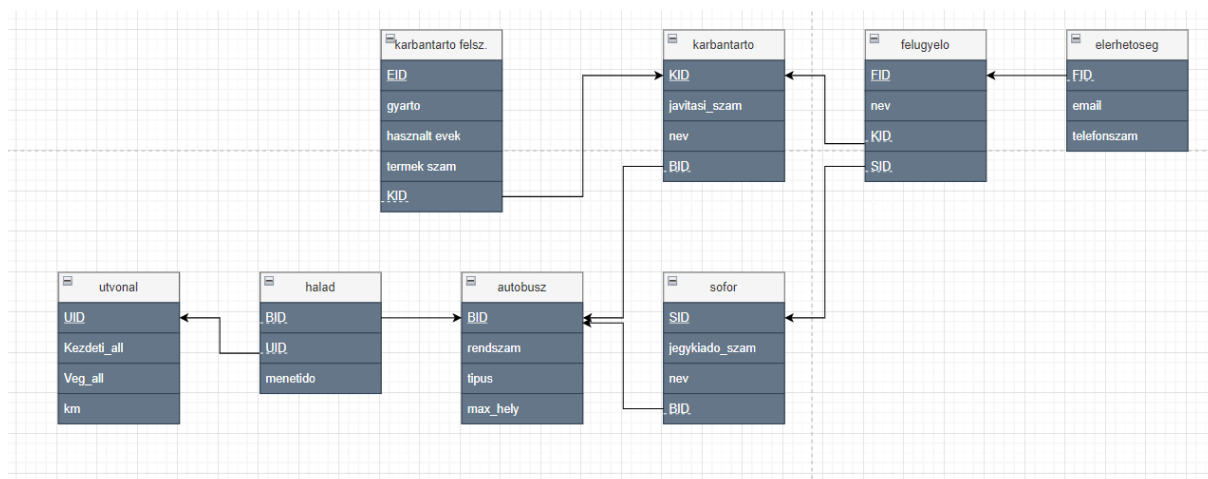 karbantarto felsz.
EID
gyarto
hasznalt evek
termek szam
KID
karbantarto
KID
javitasi_szam
nev
BID
felugyelo
FID
nev
KID
SID
elerhetoseg
FID
email
telefonszam
utvonal
UID
Kezdeti_all
Veg_all
km
halad
BID
UID
menetido
autobusz
BID
rendszam
tipus
max_hely
sofor
SID
jegykiado_szam
nev
BID